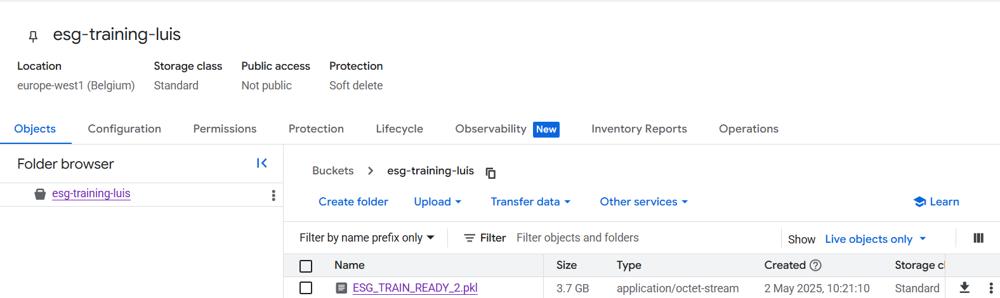 esg-training-luis
Location Storage class Public access Protection
europe-west1 (Belgium) Standard Not public Soft delete
Objects Configuration Permissions Protection Lifecycle Observability New Inventory Reports Operations
Folder browser
esg-training-luis
Buckets esg-training-luis
Create folder Upload Transfer data Other services Learn
Filter by name prefix only Filter Filter objects and folders Show Live objects only
Name Size Type Created Storage cl
ESG_TRAIN_READY_2.pkl 3.7 GB application/octet-stream 2 May 2025, 10:21:10 Standard